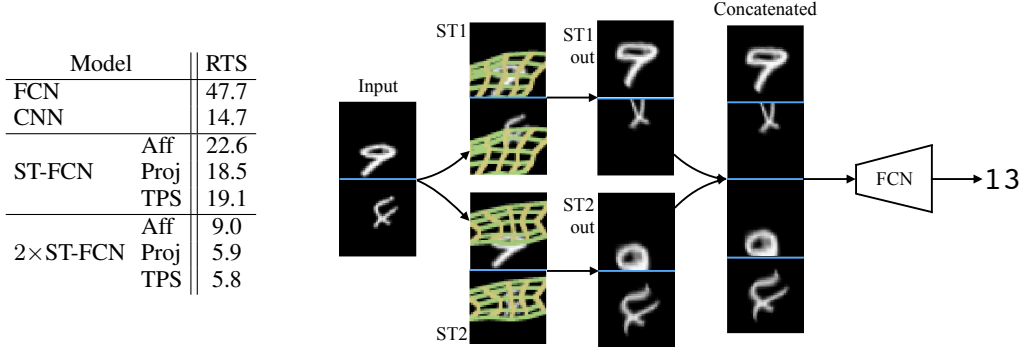 Model RTS
FCN 47.7
CNN 14.7
ST-FCN Aff 22.6
Proj 18.5
TPS 19.1
2×ST-FCN Aff 9.0
Proj 5.9
TPS 5.8
Input
ST1
ST1
out
ST2
ST2
out
Concatenated
FCN
13